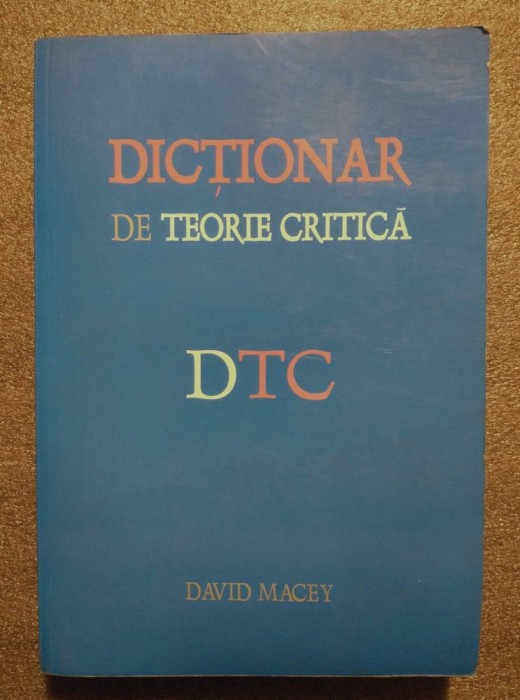 DICȚIONAR
DE TEORIE CRITICĂ
DTC
DAVID MACEY